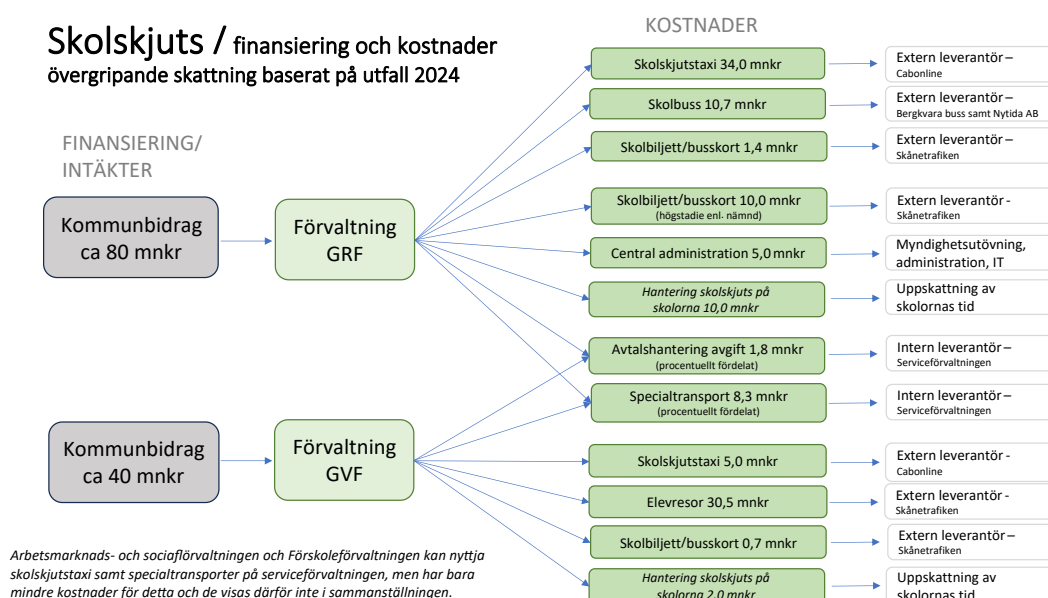 Skolskjuts / finansiering och kostnader
övergripande skattning baserat på utfall 2024
KOSTNADER
FINANSIERING/
INTÄKTER
Kommunbidrag
ca 80 mnkr
Förvaltning
GRF
Skolskjutstaxi 34,0 mnkr
Extern leverantör –
Cabonline
Skolbuss 10,7 mnkr
Extern leverantör –
Bergkvara buss samt Nytida AB
Skolbiljett/busskort 1,4 mnkr
Extern leverantör –
Skånetrafiken
Skolbiljett/busskort 10,0 mnkr
(högstadie enl. nämnd)
Extern leverantör -
Skånetrafiken
Central administration 5,0 mnkr
Myndighetsutövning,
administration, IT
Hantering skolskjuts på
skolorna 10,0 mnkr
Uppskattning av
skolornas tid
Avtalshantering avgift 1,8 mnkr
(procentuellt fördelat)
Intern leverantör –
Serviceförvaltningen
Specialtransport 8,3 mnkr
(procentuellt fördelat)
Intern leverantör –
Serviceförvaltningen
Kommunbidrag
ca 40 mnkr
Förvaltning
GVF
Skolskjutstaxi 5,0 mnkr
Extern leverantör -
Cabonline
Elevresor 30,5 mnkr
Extern leverantör -
Skånetrafiken
Skolbiljett/busskort 0,7 mnkr
Extern leverantör –
Skånetrafiken
Hantering skolskjuts på
skolorna 2,0 mnkr
Uppskattning av
skolornas tid
Arbetsmarknads- och socialförvaltningen och Förskoleförvaltningen kan nyttja
skolskjutstaxi samt specialtransporter på serviceförvaltningen, men har bara
mindre kostnader för detta och de visas därför inte i sammanställningen.